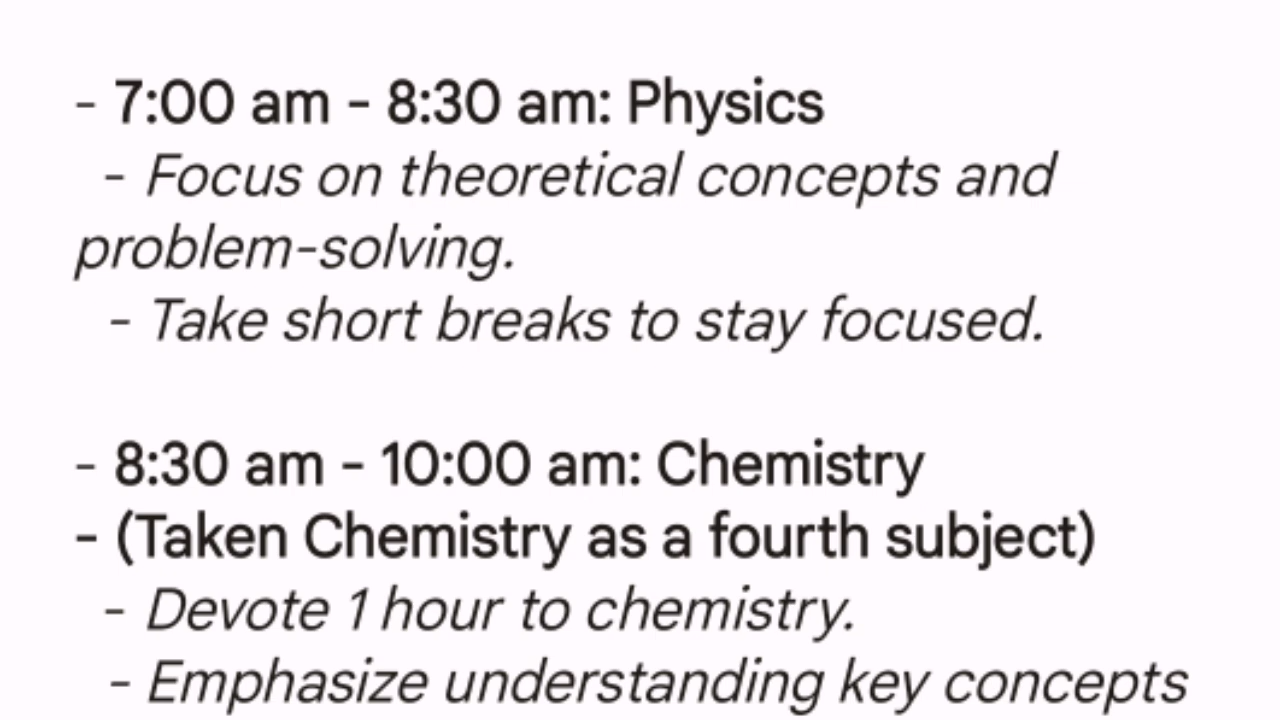 - 7:00 am - 8:30 am: Physics
- Focus on theoretical concepts and
problem-solving.
- Take short breaks to stay focused.
- 8:30 am - 10:00 am: Chemistry
- (Taken Chemistry as a fourth subject)
- Devote 1 hour to chemistry.
- Emphasize understanding key concepts